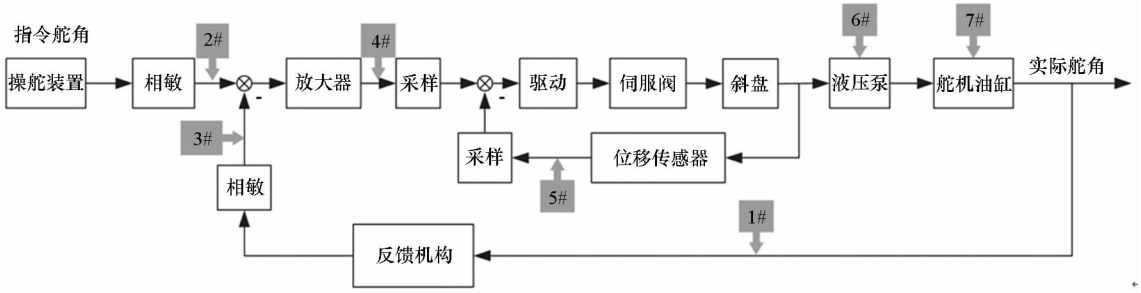 指令舵角
2#
4#
6#
7#
操舵装置
相敏
-
放大器
采样
-
驱动
伺服阀
斜盘
液压泵
舵机油缸
实际舵角
3#
采样
位移传感器
相敏
5#
1#
反馈机构